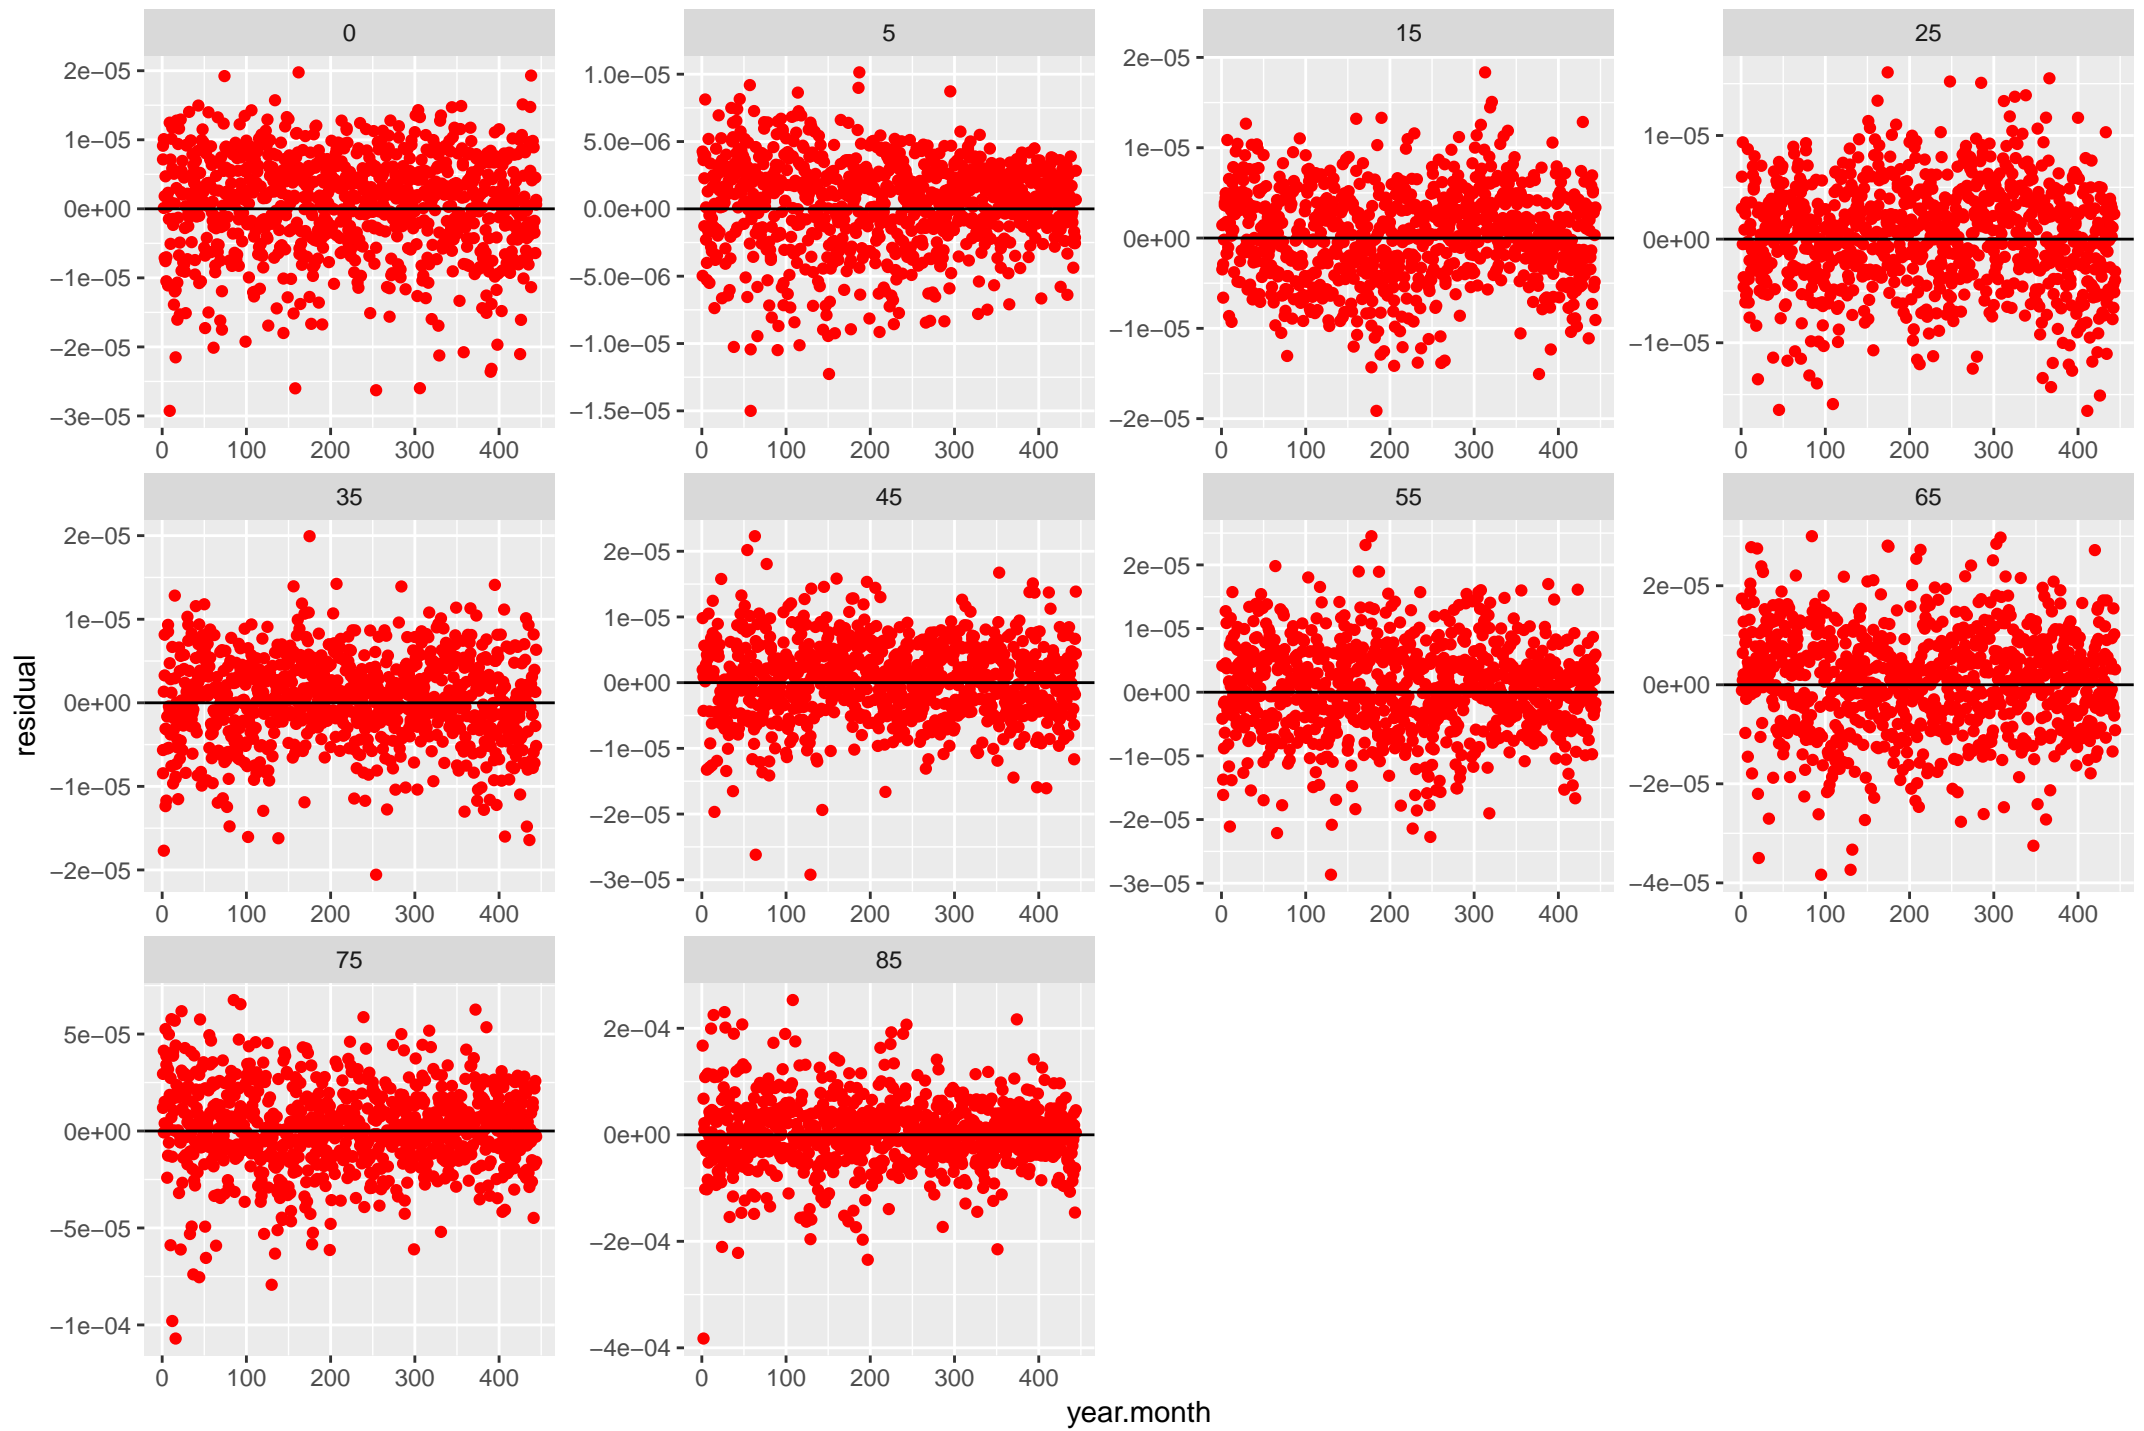 0 5 15 25
2e−05
1e−05
0e+00
−1e−05
−2e−05
−3e−05
0 100 200 300 400
1.0e−05
5.0e−06
0.0e+00
−5.0e−06
−1.0e−05
−1.5e−05
0 100 200 300 400
2e−05
1e−05
0e+00
−1e−05
−2e−05
0 100 200 300 400
1e−05
0e+00
−1e−05
0 100 200 300 400
35 45 55 65
2e−05
1e−05
0e+00
−1e−05
−2e−05
0 100 200 300 400
2e−05
1e−05
0e+00
−1e−05
−2e−05
−3e−05
0 100 200 300 400
2e−05
1e−05
0e+00
−1e−05
−2e−05
−3e−05
0 100 200 300 400
2e−05
0e+00
−2e−05
−4e−05
0 100 200 300 400
75 85
5e−05
0e+00
−5e−05
−1e−04
0 100 200 300 400
2e−04
0e+00
−2e−04
−4e−04
0 100 200 300 400
residual
year.month